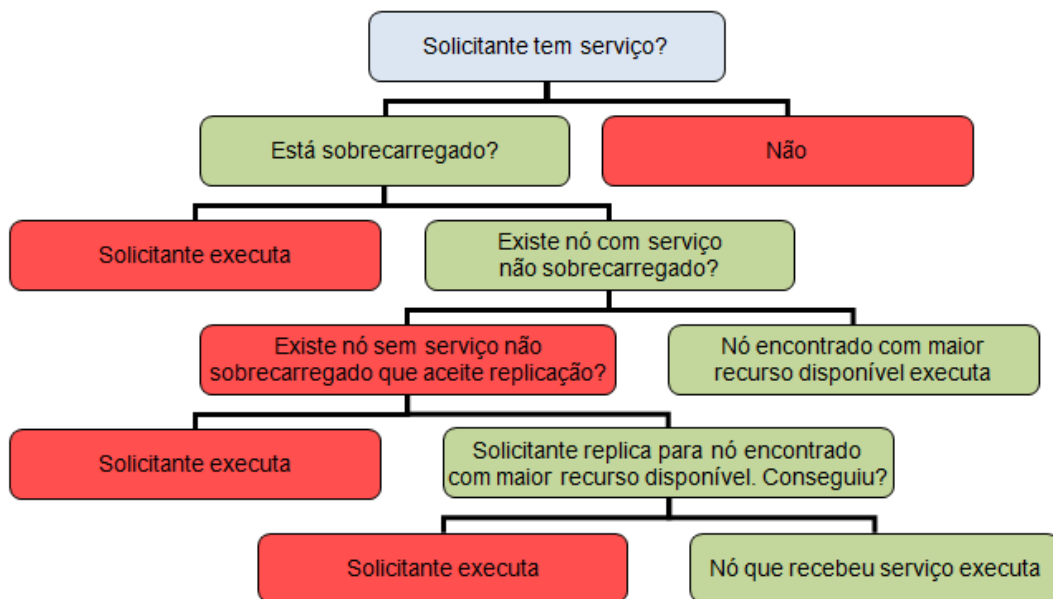 Solicitante tem serviço?
Está sobrecarregado?
Não
Solicitante executa
Existe nó com serviço
não sobrecarregado?
Existe nó sem serviço não
sobrecarregado que aceite replicação?
Nó encontrado com maior
recurso disponível executa
Solicitante executa
Solicitante replica para nó encontrado
com maior recurso disponível. Conseguiu?
Solicitante executa
Nó que recebeu serviço executa